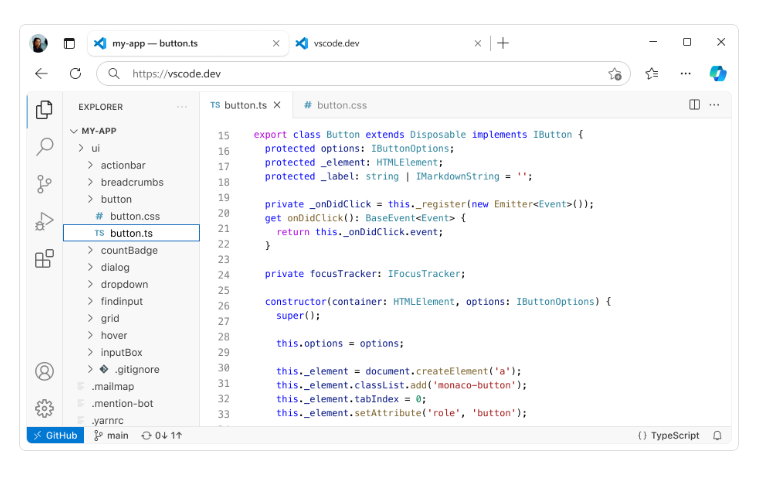 my-app — button.ts
vscode.dev
https://vscode.dev
EXPLORER
MY-APP
ui
actionbar
breadcrumbs
button
# button.css
TS button.ts
countBadge
dialog
dropdown
findinput
grid
hover
inputBox
.gitignore
.mailmap
.mention-bot
.yarnrc
TS button.ts
# button.css
15 export class Button extends Disposable implements IButton {
16 protected options: IButtonOptions;
17 protected _element: HTMLElement;
18 protected _label: string | IMarkdownString = '';
19
20 private _onDidClick = this._register(new Emitter<Event>());
21 get onDidClick(): BaseEvent<Event> {
22 return this._onDidClick.event;
23 }
23
24 private focusTracker: IFocusTracker;
25
26 constructor(container: HTMLElement, options: IButtonOptions) {
27 super();
28
29 this.options = options;
30
31 this._element = document.createElement('a');
32 this._element.classList.add('monaco-button');
33 this._element.tabIndex = 0;
this._element.setAttribute('role', 'button');
GitHub
main
0↓ 1↑
{} TypeScript